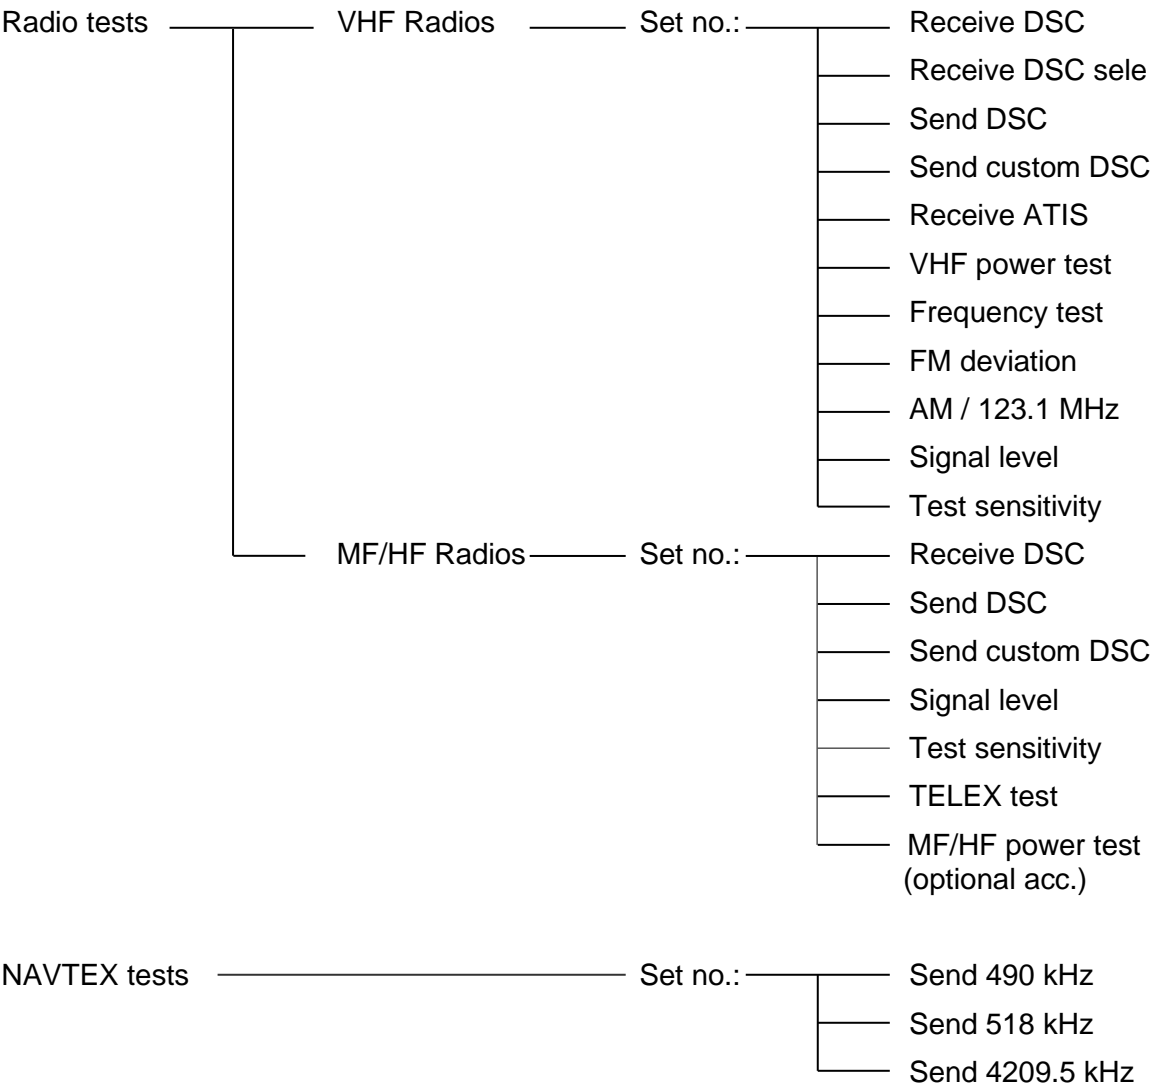 Radio tests VHF Radios Set no.: Receive DSC
Receive DSC sele
Send DSC
Send custom DSC
Receive ATIS
VHF power test
Frequency test
FM deviation
AM / 123.1 MHz
Signal level
Test sensitivity
MF/HF Radios Set no.: Receive DSC
Send DSC
Send custom DSC
Signal level
Test sensitivity
TELEX test
MF/HF power test
(optional acc.)
NAVTEX tests Set no.: Send 490 kHz
Send 518 kHz
Send 4209.5 kHz